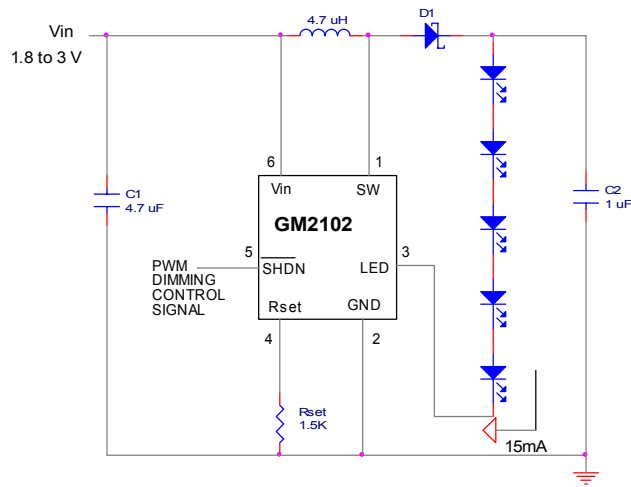 4.7 uH
D1
Vin
1.8 to 3 V
6
1
Vin
SW
C1
4.7 uF
C2
1 uF
GM2102
5
3
PWM
DIMMING
CONTROL
SIGNAL
SHDN
LED
Rset
GND
4
2
Rset
1.5K
15mA